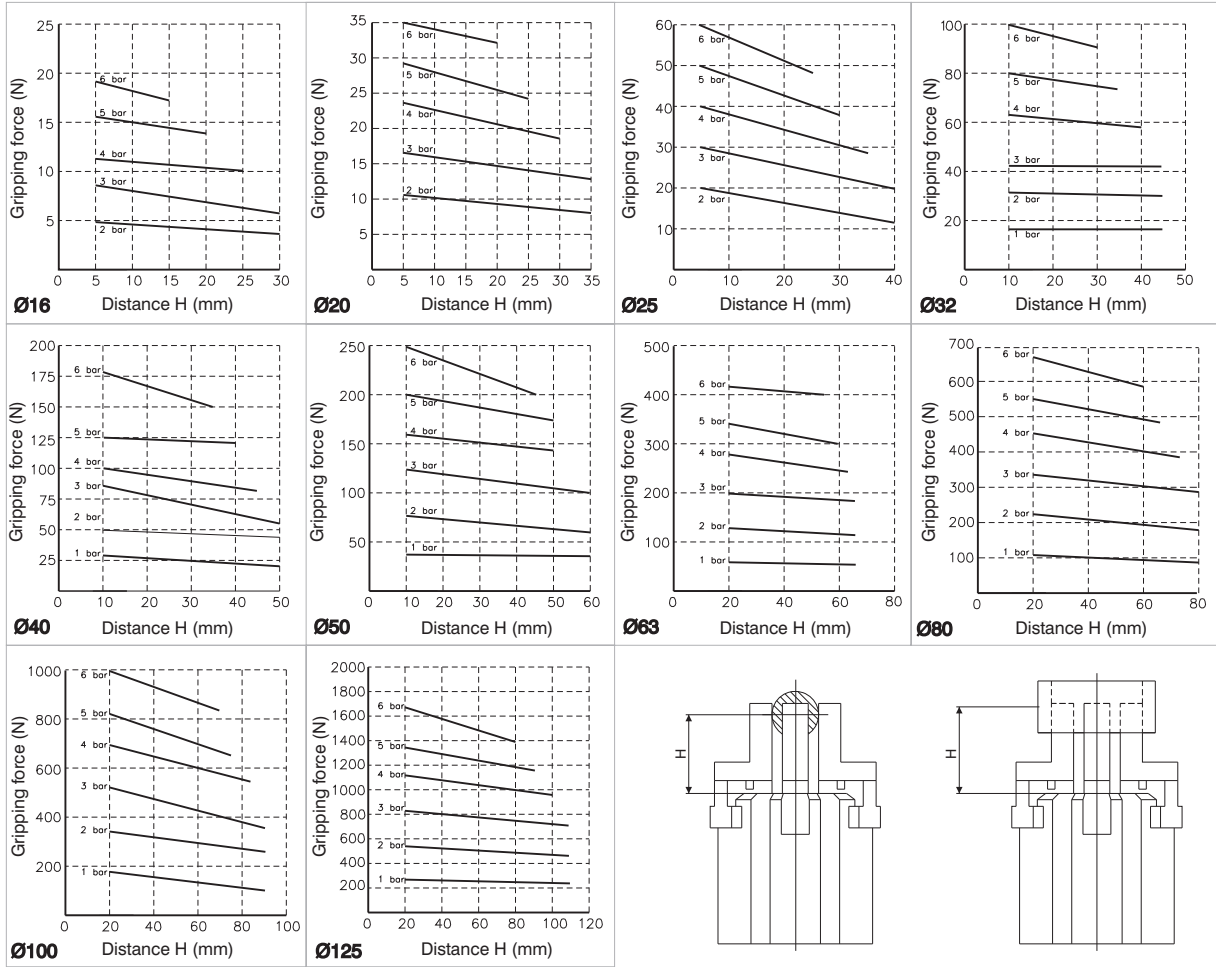 25
20
15
10
5
Gripping force (N)
6 bar
5 bar
4 bar
3 bar
2 bar
0 5 10 15 20 25 30
Ø16 Distance H (mm)
35
30
25
20
15
10
5
Gripping force (N)
6 bar
5 bar
4 bar
3 bar
2 bar
0 5 10 15 20 25 35
Ø20 Distance H (mm)
60
50
40
30
20
10
Gripping force (N)
6 bar
5 bar
4 bar
3 bar
2 bar
0 10 20 30 40
Ø25 Distance H (mm)
100
80
60
40
20
Gripping force (N)
6 bar
5 bar
4 bar
3 bar
2 bar
1 bar
0 10 20 30 40 50
Ø32 Distance H (mm)
200
175
150
125
100
75
50
25
Gripping force (N)
6 bar
5 bar
4 bar
3 bar
2 bar
1 bar
0 10 20 30 40 50
Ø40 Distance H (mm)
250
200
150
100
50
Gripping force (N)
6 bar
5 bar
4 bar
3 bar
2 bar
1 bar
0 10 20 30 40 50 60
Ø50 Distance H (mm)
500
400
300
200
100
Gripping force (N)
6 bar
5 bar
4 bar
3 bar
2 bar
1 bar
0 20 40 60 80
Ø63 Distance H (mm)
700
600
500
400
300
200
100
Gripping force (N)
6 bar
5 bar
4 bar
3 bar
2 bar
1 bar
0 20 40 60 80
Ø80 Distance H (mm)
1000
800
600
400
200
Gripping force (N)
6 bar
5 bar
4 bar
3 bar
2 bar
1 bar
0 20 40 60 80 100
Ø100 Distance H (mm)
2000
1800
1600
1400
1200
1000
800
600
400
200
Gripping force (N)
6 bar
5 bar
4 bar
3 bar
2 bar
1 bar
0 20 40 60 80 100 120
Ø125 Distance H (mm)
H
H